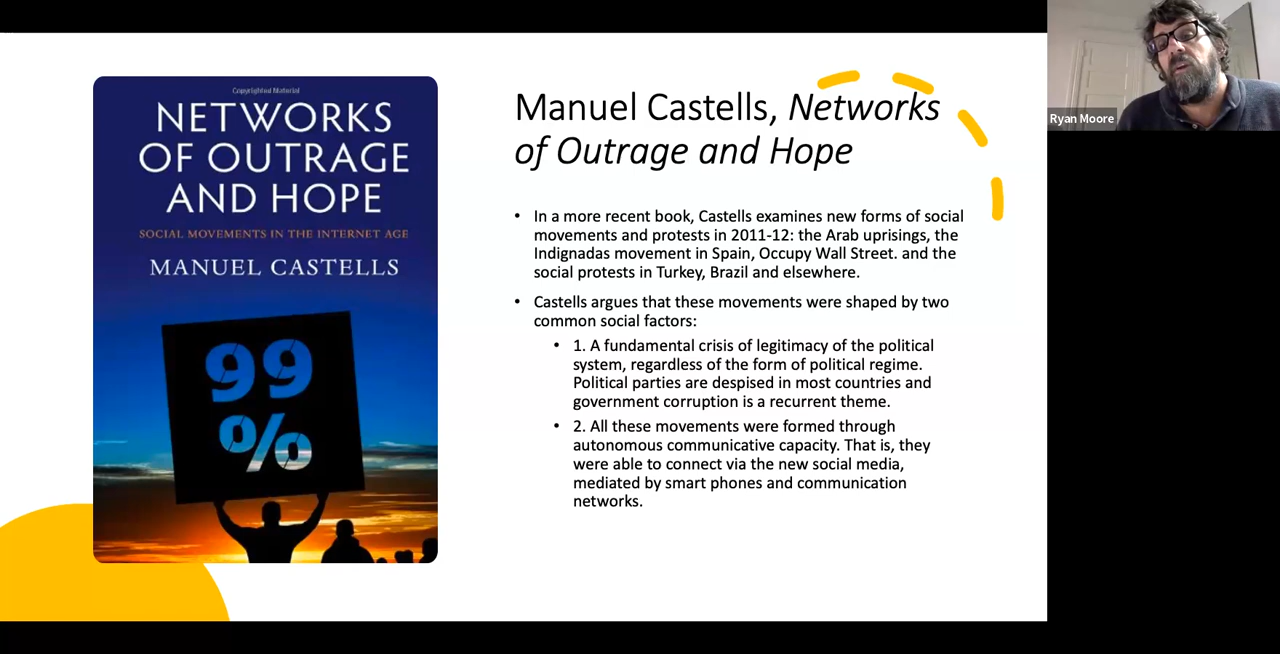 Copyrighted Material
NETWORKS
OF OUTRAGE
AND HOPE
SOCIAL MOVEMENTS IN THE INTERNET AGE
MANUEL CASTELLS
99
%
Manuel Castells, Networks
of Outrage and Hope
• In a more recent book, Castells examines new forms of social
movements and protests in 2011-12: the Arab uprisings, the
Indignadas movement in Spain, Occupy Wall Street. and the
social protests in Turkey, Brazil and elsewhere.
• Castells argues that these movements were shaped by two
common social factors:
• 1. A fundamental crisis of legitimacy of the political
system, regardless of the form of political regime.
Political parties are despised in most countries and
government corruption is a recurrent theme.
• 2. All these movements were formed through
autonomous communicative capacity. That is, they
were able to connect via the new social media,
mediated by smart phones and communication
networks.
Ryan Moore